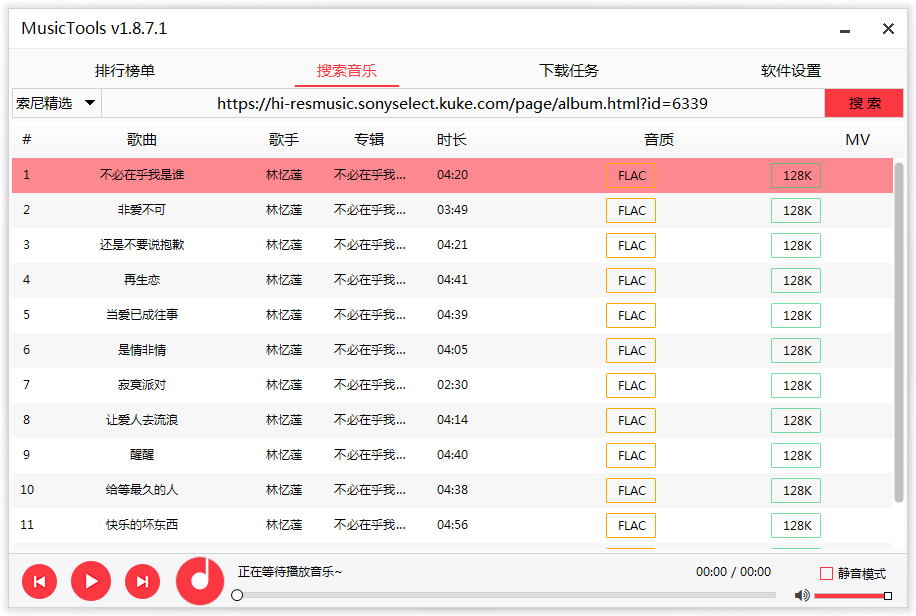 MusicTools v1.8.7.1
排行榜单 搜索音乐 下载任务 软件设置
索尼精选 https://hi-resmusic.sonyselect.kuke.com/page/album.html?id=6339 搜 索
# 歌曲 歌手 专辑 时长 音质 MV
1 不必在乎我是谁 林忆莲 不必在乎我... 04:20 FLAC 128K
2 非爱不可 林忆莲 不必在乎我... 03:49 FLAC 128K
3 还是不要说抱歉 林忆莲 不必在乎我... 04:21 FLAC 128K
4 再生恋 林忆莲 不必在乎我... 04:41 FLAC 128K
5 当爱已成往事 林忆莲 不必在乎我... 04:39 FLAC 128K
6 是情非情 林忆莲 不必在乎我... 04:05 FLAC 128K
7 寂寞派对 林忆莲 不必在乎我... 02:30 FLAC 128K
8 让爱人去流浪 林忆莲 不必在乎我... 04:14 FLAC 128K
9 醒醒 林忆莲 不必在乎我... 04:40 FLAC 128K
10 给等最久的人 林忆莲 不必在乎我... 04:38 FLAC 128K
11 快乐的坏东西 林忆莲 不必在乎我... 04:56 FLAC 128K
正在等待播放音乐~ 00:00 / 00:00 静音模式